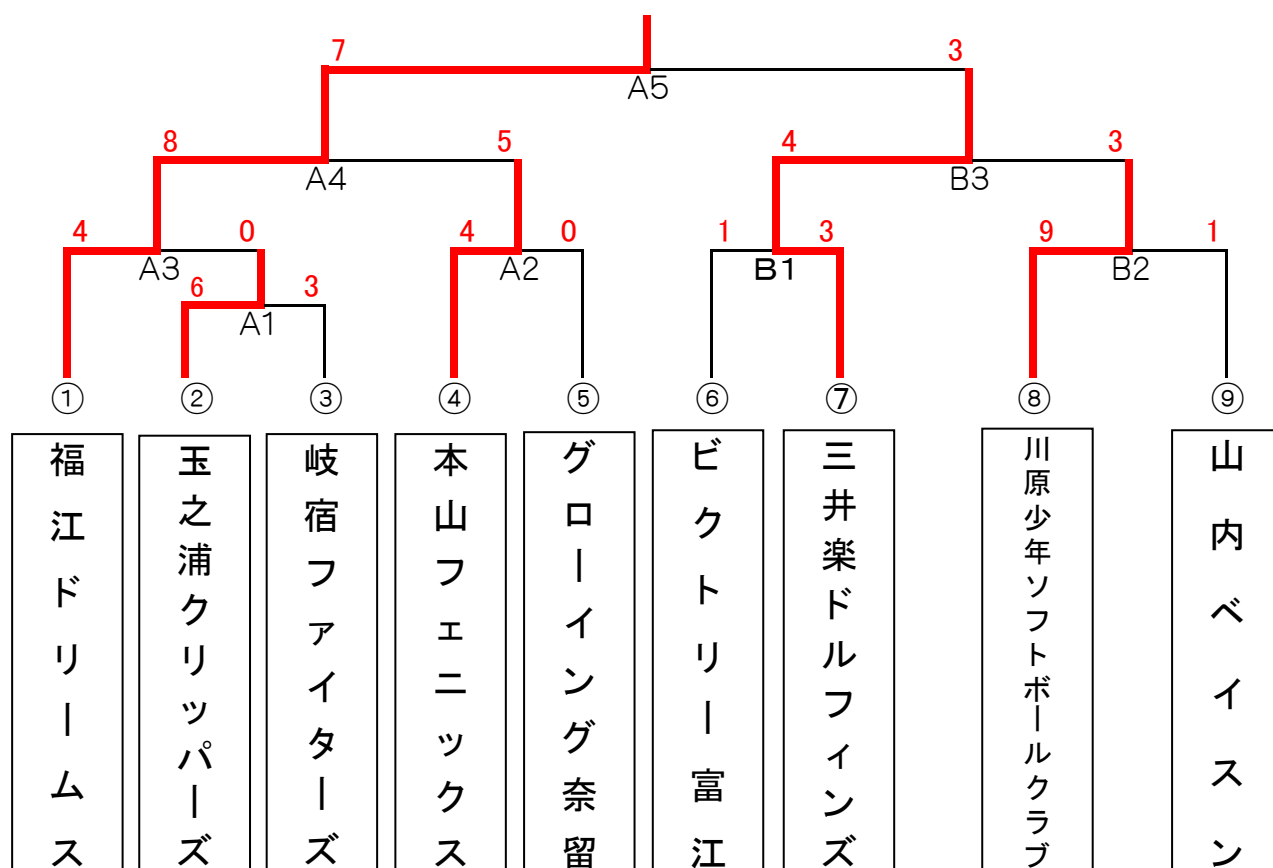 7 3
A5
8 5 4 3
A4 B3
4 0 4 0 1 3 9 1
A3 A2 B1 B2
6 3
A1
① ② ③ ④ ⑤ ⑥ ⑦ ⑧ ⑨
福江ドリームス
玉之浦クリッパーズ
岐宿ファイターズ
本山フェニックス
グローイング奈留
ビクトリー富江
三井楽ドルフィンズ
川原少年ソフトボールクラブ
山内ベイスン